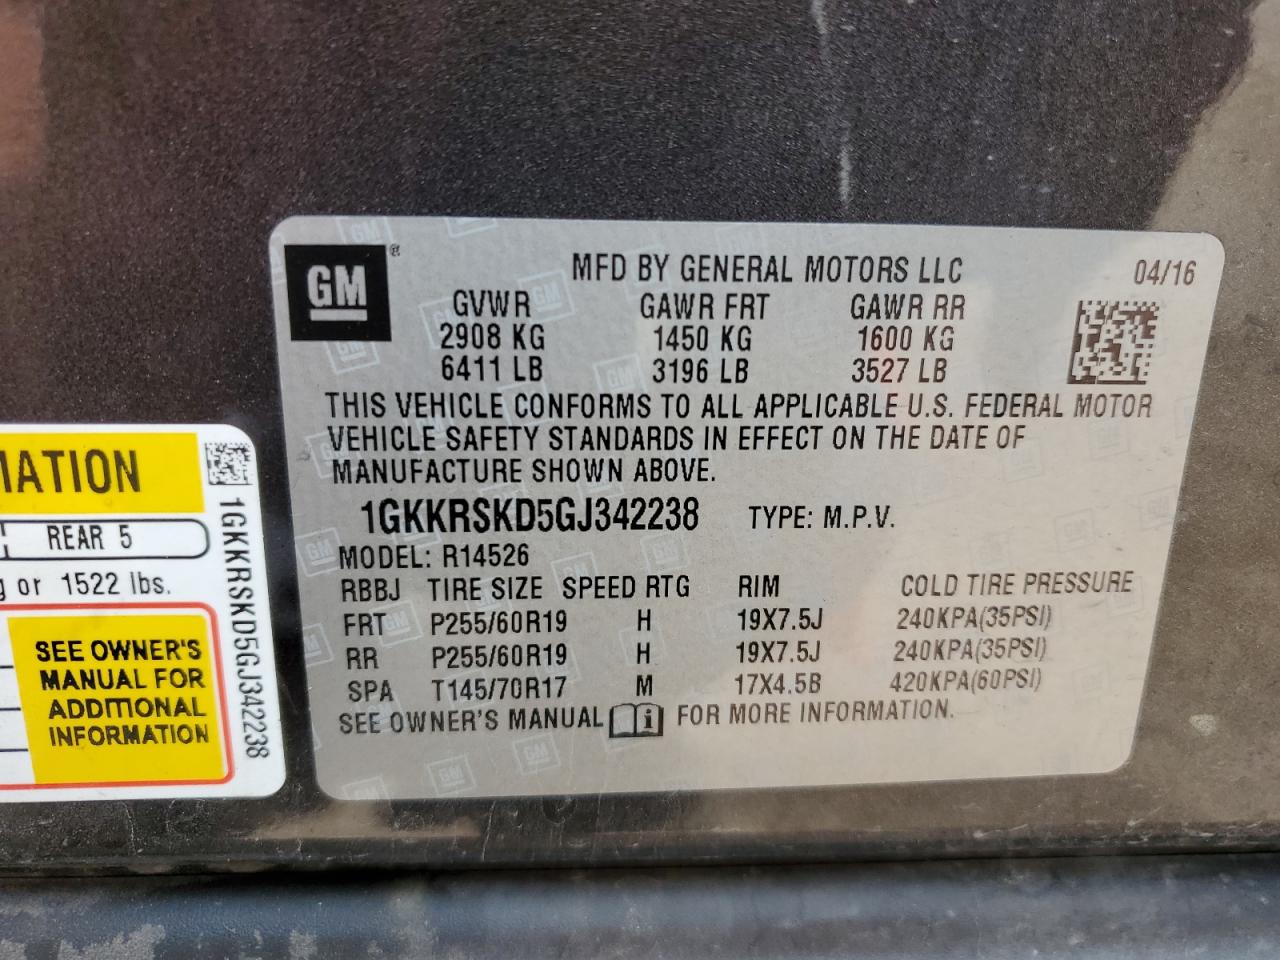 GM ®
MFD BY GENERAL MOTORS LLC 04/16
GVWR GAWR FRT GAWR RR
2908 KG 1450 KG 1600 KG
6411 LB 3196 LB 3527 LB
THIS VEHICLE CONFORMS TO ALL APPLICABLE U.S. FEDERAL MOTOR
VEHICLE SAFETY STANDARDS IN EFFECT ON THE DATE OF
MANUFACTURE SHOWN ABOVE.
1GKKRSKD5GJ342238 TYPE: M.P.V.
MODEL: R14526
RBBJ TIRE SIZE SPEED RTG RIM COLD TIRE PRESSURE
FRT P255/60R19 H 19X7.5J 240KPA(35PSI)
RR P255/60R19 H 19X7.5J 240KPA(35PSI)
SPA T145/70R17 M 17X4.5B 420KPA(60PSI)
SEE OWNER'S MANUAL i FOR MORE INFORMATION.
MATION
REAR 5
g or 1522 lbs.
SEE OWNER'S
MANUAL FOR
ADDITIONAL
INFORMATION
1GKKRSKD5GJ342238